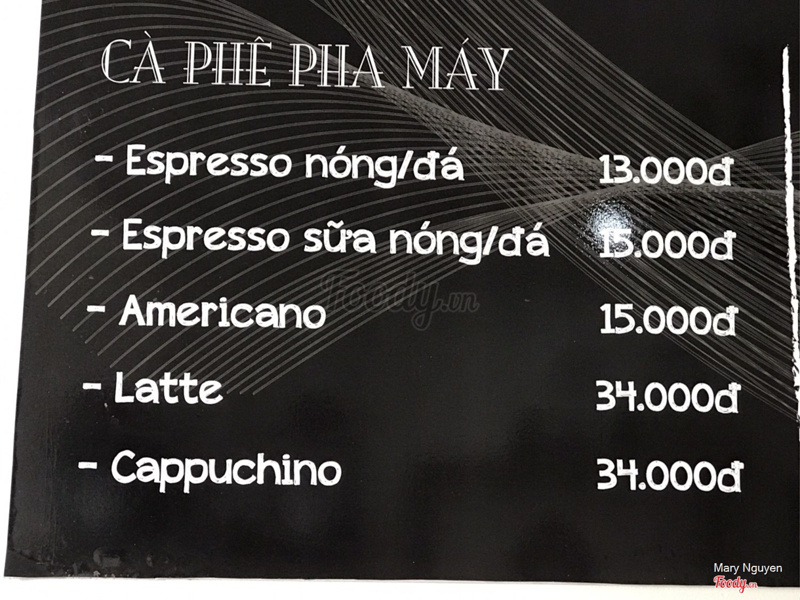 CÀ PHÊ PHA MÁY
- Espresso nóng/đá 13.000đ
- Espresso sữa nóng/đá 15.000đ
- Americano 15.000đ
- Latte 34.000đ
- Cappuchino 34.000đ
Foody.vn
Mary Nguyen
Foody.vn